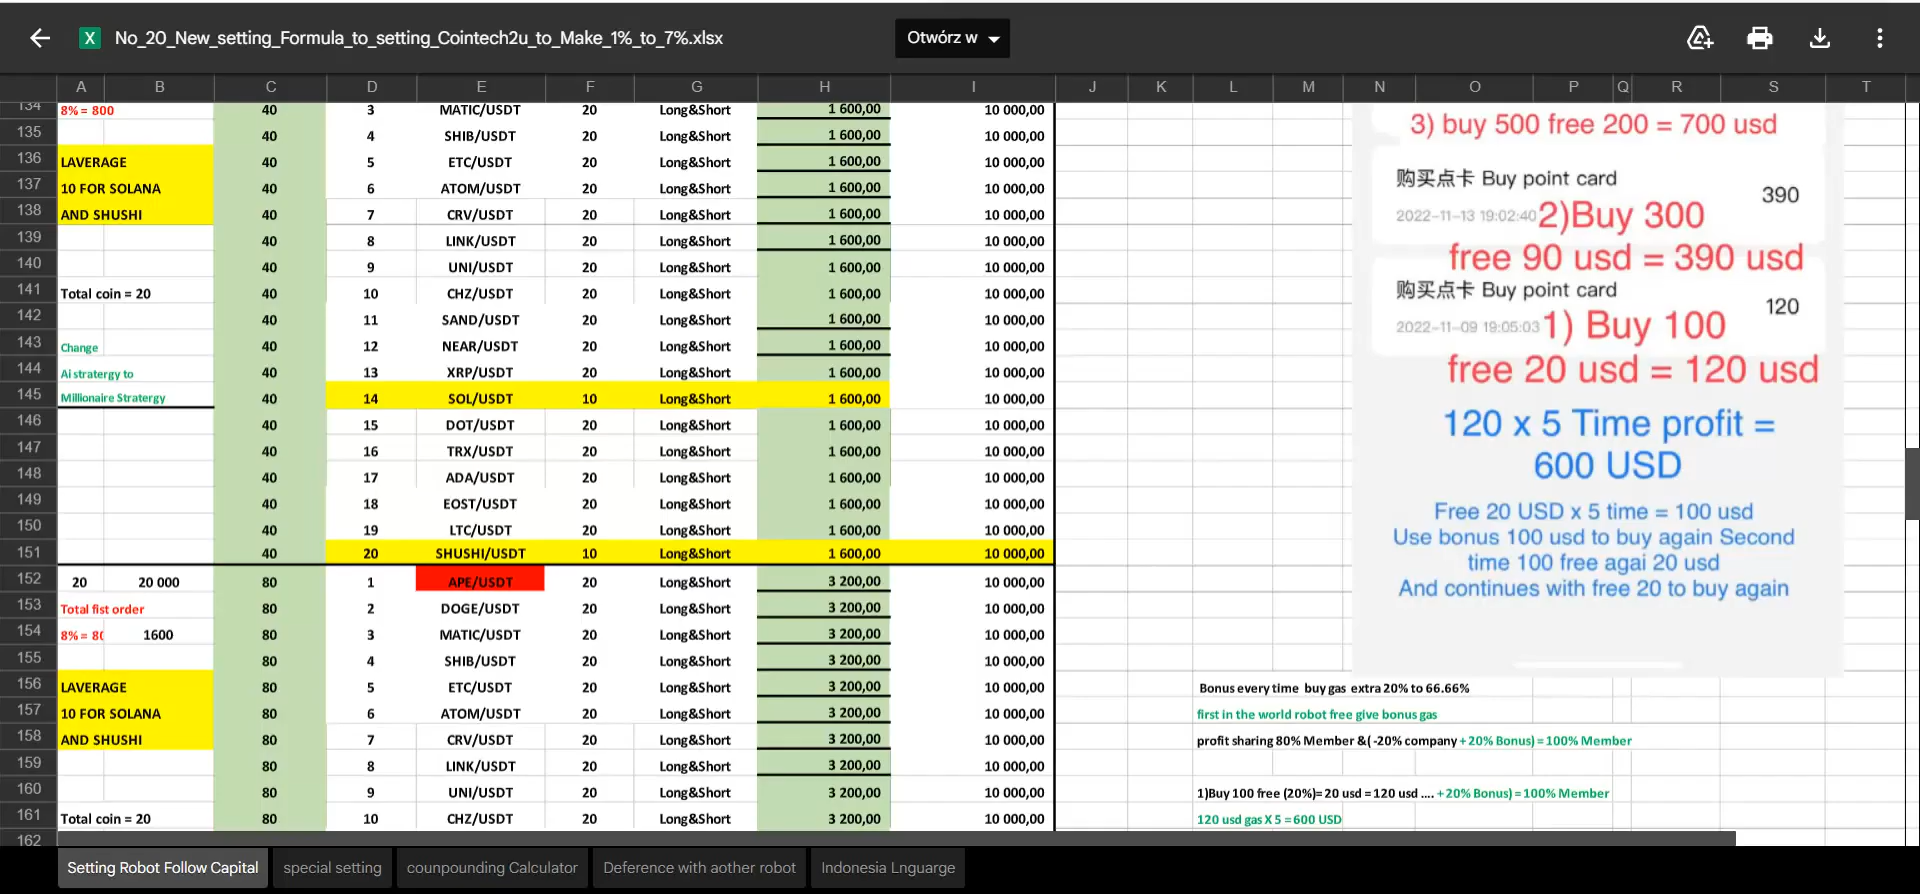 No_20_New_setting_Formula_to_setting_Cointech2u_to_Make_1%_to_7%.xlsx
Otwórz w
A B C D E F G H I J K L M N O P Q R S T
134 8% = 800 40 3 MATIC/USDT 20 Long&Short 1 600,00 10 000,00
135 40 4 SHIB/USDT 20 Long&Short 1 600,00 10 000,00
136 LAVERAGE 40 5 ETC/USDT 20 Long&Short 1 600,00 10 000,00
137 10 FOR SOLANA 40 6 ATOM/USDT 20 Long&Short 1 600,00 10 000,00
138 AND SHUSHI 40 7 CRV/USDT 20 Long&Short 1 600,00 10 000,00
139 40 8 LINK/USDT 20 Long&Short 1 600,00 10 000,00
140 40 9 UNI/USDT 20 Long&Short 1 600,00 10 000,00
141 Total coin = 20 40 10 CHZ/USDT 20 Long&Short 1 600,00 10 000,00
142 40 11 SAND/USDT 20 Long&Short 1 600,00 10 000,00
143 Change 40 12 NEAR/USDT 20 Long&Short 1 600,00 10 000,00
144 Ai stratergy to 40 13 XRP/USDT 20 Long&Short 1 600,00 10 000,00
145 Millionaire Stratergy 40 14 SOL/USDT 10 Long&Short 1 600,00 10 000,00
146 40 15 DOT/USDT 20 Long&Short 1 600,00 10 000,00
147 40 16 TRX/USDT 20 Long&Short 1 600,00 10 000,00
148 40 17 ADA/USDT 20 Long&Short 1 600,00 10 000,00
149 40 18 EOST/USDT 20 Long&Short 1 600,00 10 000,00
150 40 19 LTC/USDT 20 Long&Short 1 600,00 10 000,00
151 40 20 SHUSHI/USDT 10 Long&Short 1 600,00 10 000,00
152 20 20 000 80 1 APE/USDT 20 Long&Short 3 200,00 10 000,00
153 Total fist order 80 2 DOGE/USDT 20 Long&Short 3 200,00 10 000,00
154 8% = 80 1600 80 3 MATIC/USDT 20 Long&Short 3 200,00 10 000,00
155 80 4 SHIB/USDT 20 Long&Short 3 200,00 10 000,00
156 LAVERAGE 80 5 ETC/USDT 20 Long&Short 3 200,00 10 000,00
157 10 FOR SOLANA 80 6 ATOM/USDT 20 Long&Short 3 200,00 10 000,00
158 AND SHUSHI 80 7 CRV/USDT 20 Long&Short 3 200,00 10 000,00
159 80 8 LINK/USDT 20 Long&Short 3 200,00 10 000,00
160 80 9 UNI/USDT 20 Long&Short 3 200,00 10 000,00
161 Total coin = 20 80 10 CHZ/USDT 20 Long&Short 3 200,00 10 000,00
162
3) buy 500 free 200 = 700 usd
购买点卡 Buy point card
390
2022-11-13 19:02:40 2)Buy 300
free 90 usd = 390 usd
购买点卡 Buy point card
120
2022-11-09 19:05:03 1) Buy 100
free 20 usd = 120 usd
120 x 5 Time profit =
600 USD
Free 20 USD x 5 time = 100 usd
Use bonus 100 usd to buy again Second
time 100 free agai 20 usd
And continues with free 20 to buy again
Bonus every time buy gas extra 20% to 66.66%
first in the world robot free give bonus gas
profit sharing 80% Member &( -20% company + 20% Bonus) = 100% Member
1)Buy 100 free (20%)= 20 usd = 120 usd .... + 20% Bonus) = 100% Member
120 usd gas X 5 = 600 USD
Setting Robot Follow Capital
special setting
counpounding Calculator
Deference with aother robot
Indonesia Lnguarge